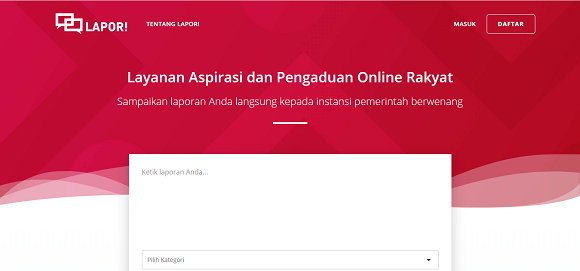 LAPOR!
TENTANG LAPOR!
MASUK
DAFTAR
Layanan Aspirasi dan Pengaduan Online Rakyat
Sampaikan laporan Anda langsung kepada instansi pemerintah berwenang
Ketik laporan Anda...
Pilih Kategori